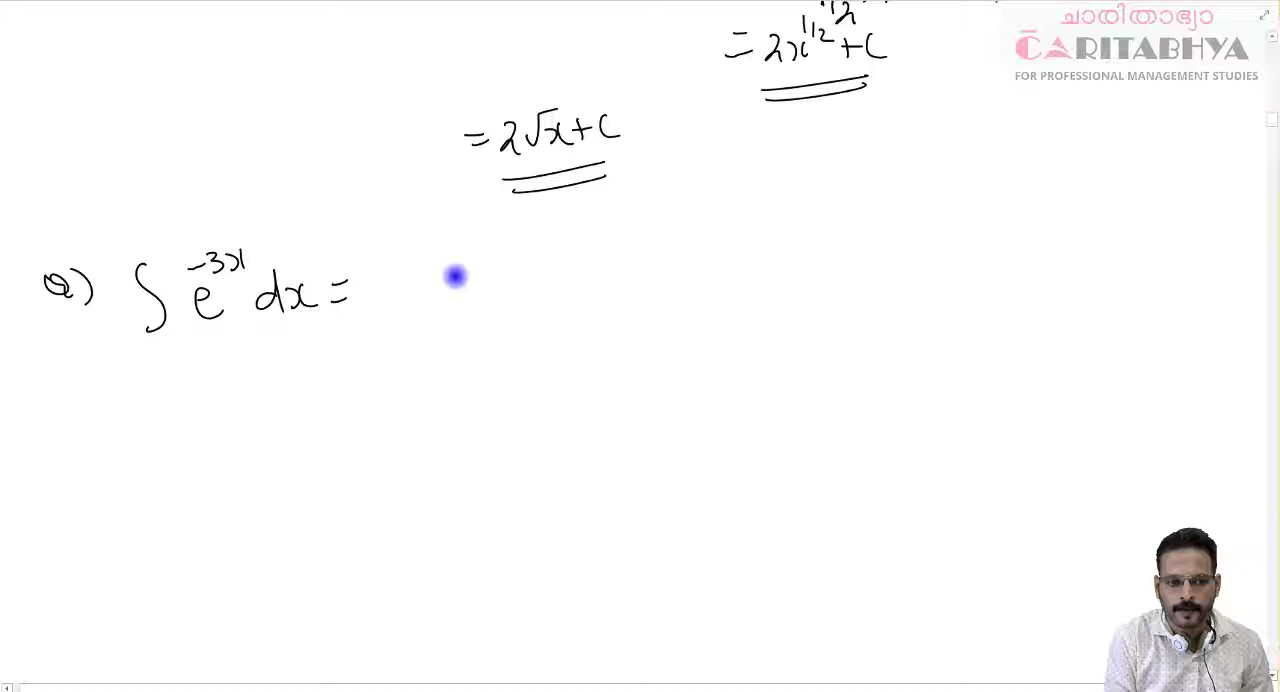 = 2x^{1/2} + C
ചാരിതാഭ്യാ
CARITABHYA
FOR PROFESSIONAL MANAGEMENT STUDIES
= 2√x + C
Q) ∫ e^{-3x} dx =